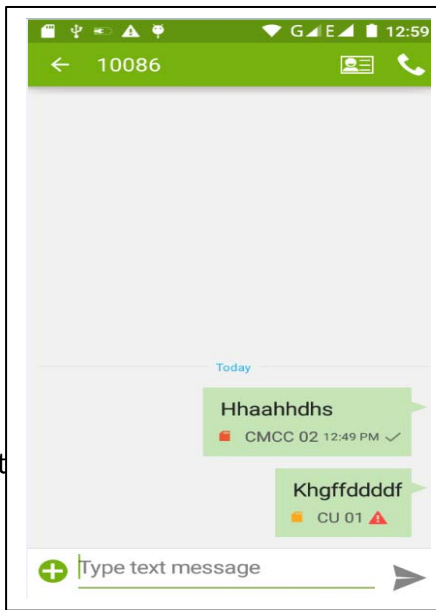 G E 12:59
10086
Today
Hhaahhdhs
CMCC 02 12:49 PM
t
Khgffddddf
CU 01
Type text message